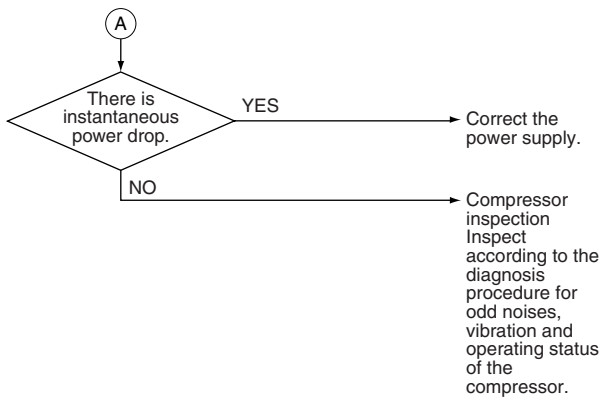 A
There is
instantaneous
power drop.
YES
Correct the
power supply.
NO
Compressor
inspection
Inspect
according to the
diagnosis
procedure for
odd noises,
vibration and
operating status
of the
compressor.